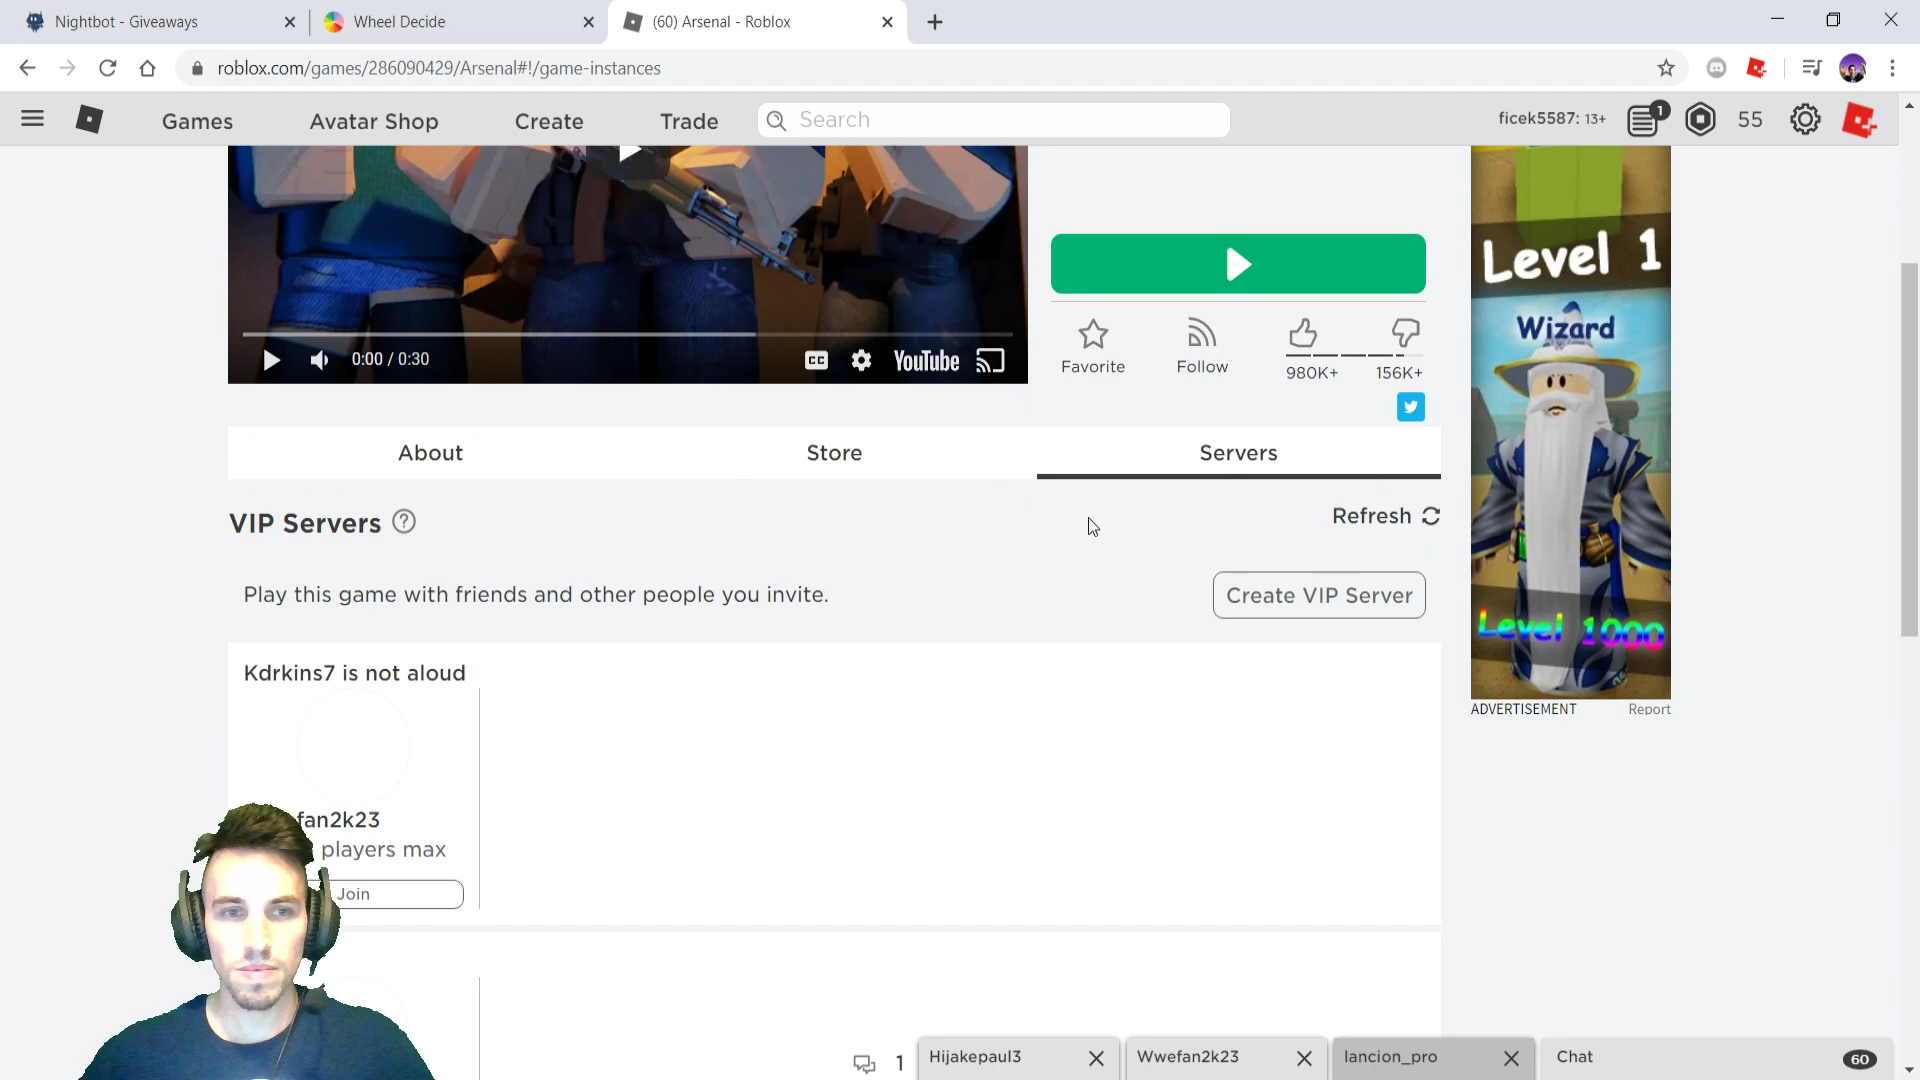 Nightbot - Giveaways
Wheel Decide
(60) Arsenal - Roblox
roblox.com/games/286090429/Arsenal#!/game-instances
Games
Avatar Shop
Create
Trade
Search
ficek5587: 13+
1
55
0:00 / 0:30
CC
YouTube
Favorite
Follow
980K+
156K+
Level 1
Wizard
Level 1000
ADVERTISEMENT
Report
About
Store
Servers
VIP Servers
Refresh
Play this game with friends and other people you invite.
Create VIP Server
Kdrkins7 is not aloud
fan2k23
players max
Join
1
Hijakepaul3
Wwefan2k23
lancion_pro
Chat
60